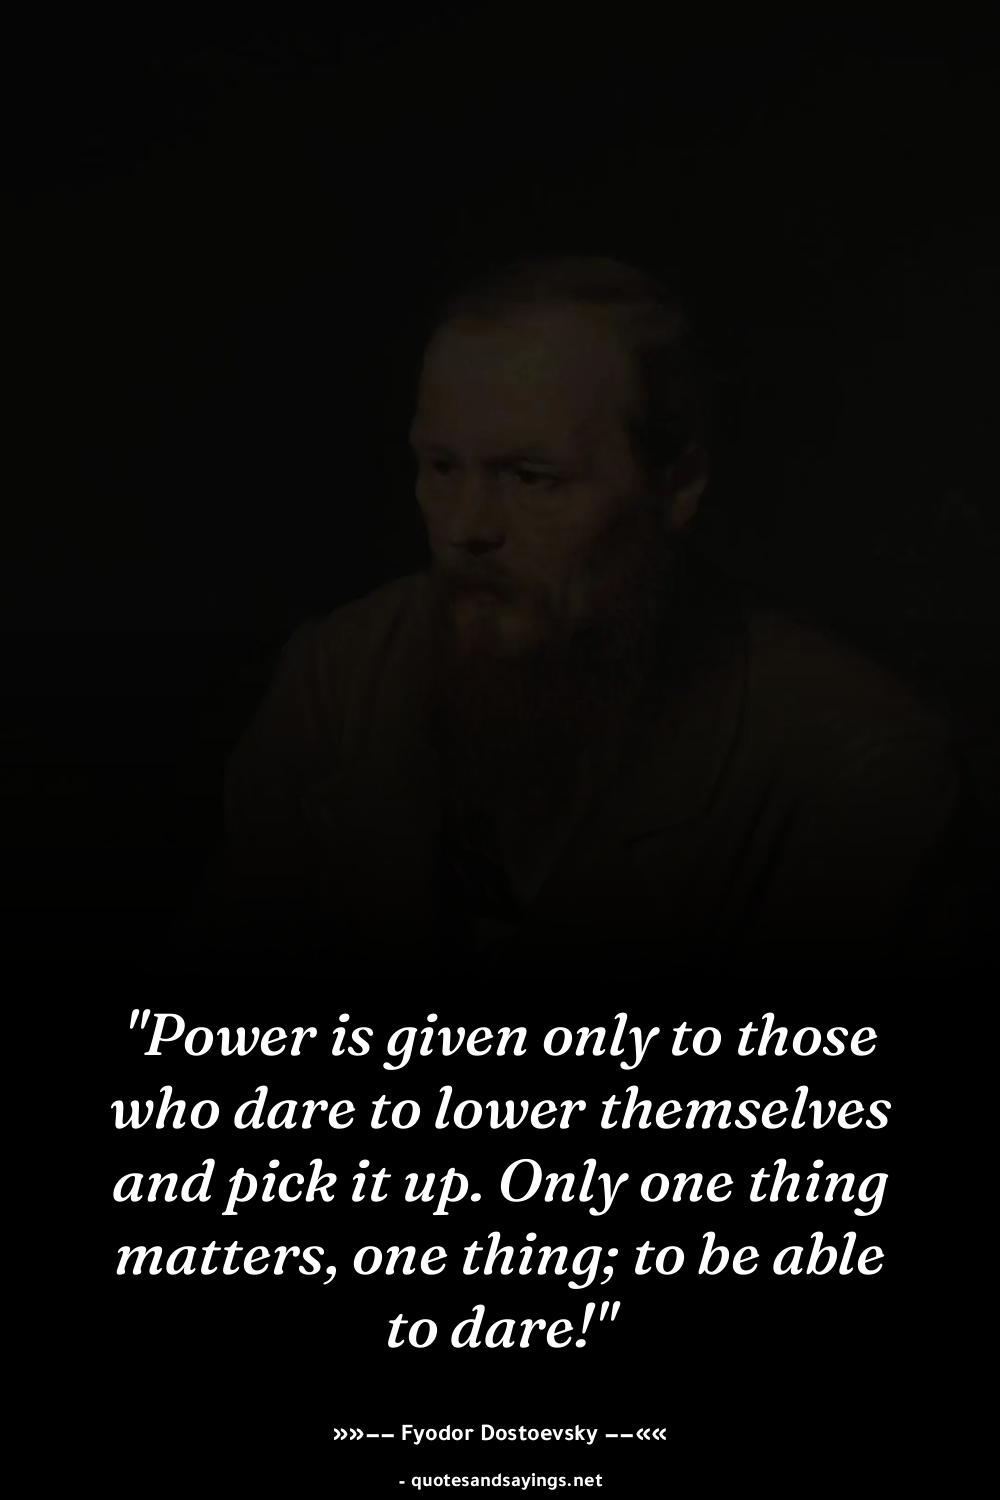 "Power is given only to those
who dare to lower themselves
and pick it up. Only one thing
matters, one thing; to be able
to dare!"
»»−− Fyodor Dostoevsky −−««
- quotesandsayings.net